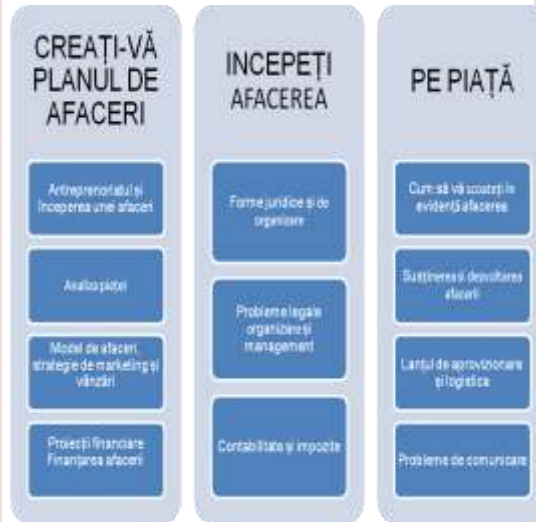 CREAȚI-VĂ
PLANUL DE
AFACERI
Antreprenoriatul și
începerea unei afaceri
Analiza pieței
Model de afaceri,
strategie de marketing și
vânzări
Proiecții financiare
Finanțarea afacerii
INCEPEȚI
AFACEREA
Forme juridice și de
organizare
Probleme legale
organizare și
management
Contabilitate și impozite
PE PIAȚĂ
Cum să vă scoateți în
evidență afacerea
Susținerea și dezvoltarea
afacerii
Lanțul de aprovizionare
și logistica
Probleme de comunicare